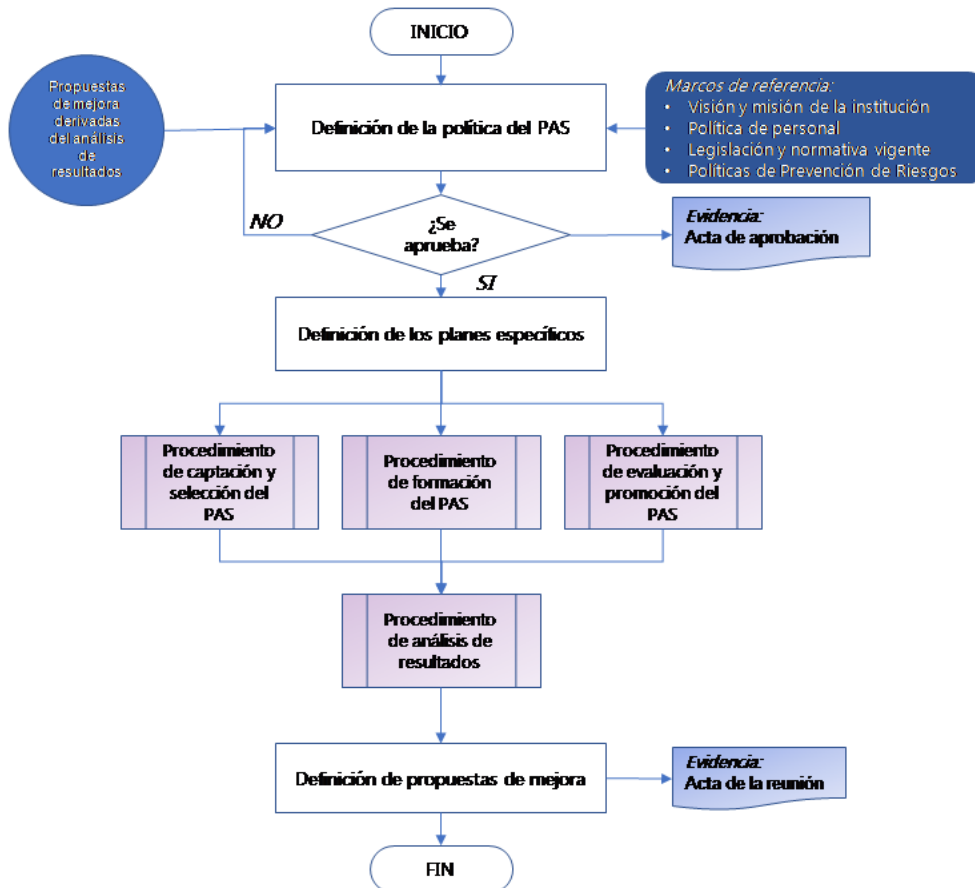 INICIO
Propuestas
de mejora
derivadas
del análisis
de
resultados
Definición de la política del PAS
Marcos de referencia:
• Visión y misión de la institución
• Política de personal
• Legislación y normativa vigente
• Políticas de Prevención de Riesgos
NO
¿Se
aprueba?
Evidencia:
Acta de aprobación
SI
Definición de los planes específicos
Procedimiento
de captación y
selección del
PAS
Procedimiento
de formación
del PAS
Procedimiento
de evaluación y
promoción del
PAS
Procedimiento
de análisis de
resultados
Definición de propuestas de mejora
Evidencia:
Acta de la reunión
FIN